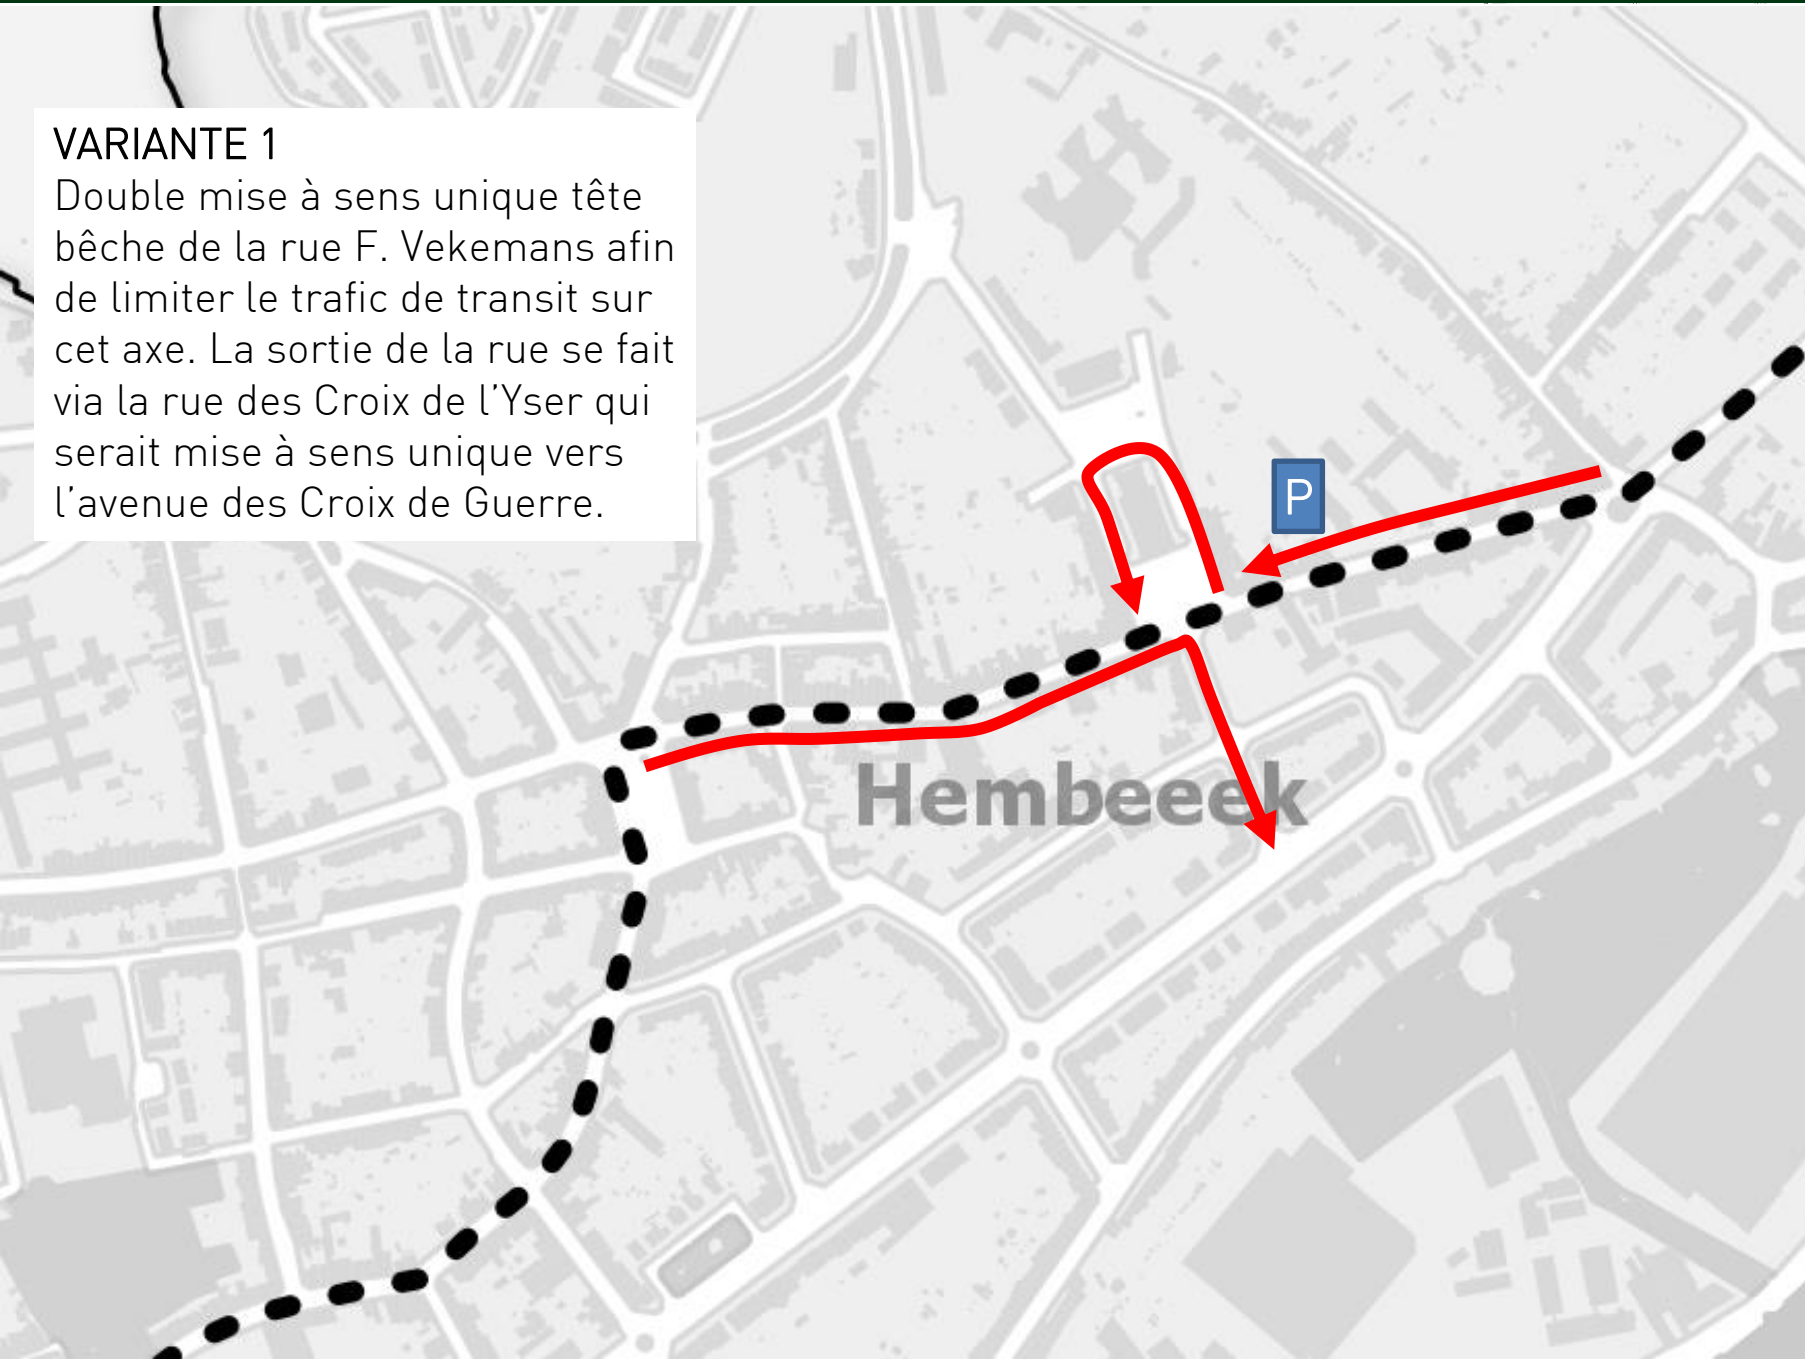 VARIANTE 1
Double mise à sens unique tête
bêche de la rue F. Vekemans afin
de limiter le trafic de transit sur
cet axe. La sortie de la rue se fait
via la rue des Croix de l'Yser qui
serait mise à sens unique vers
l'avenue des Croix de Guerre.
P
Hembeeek